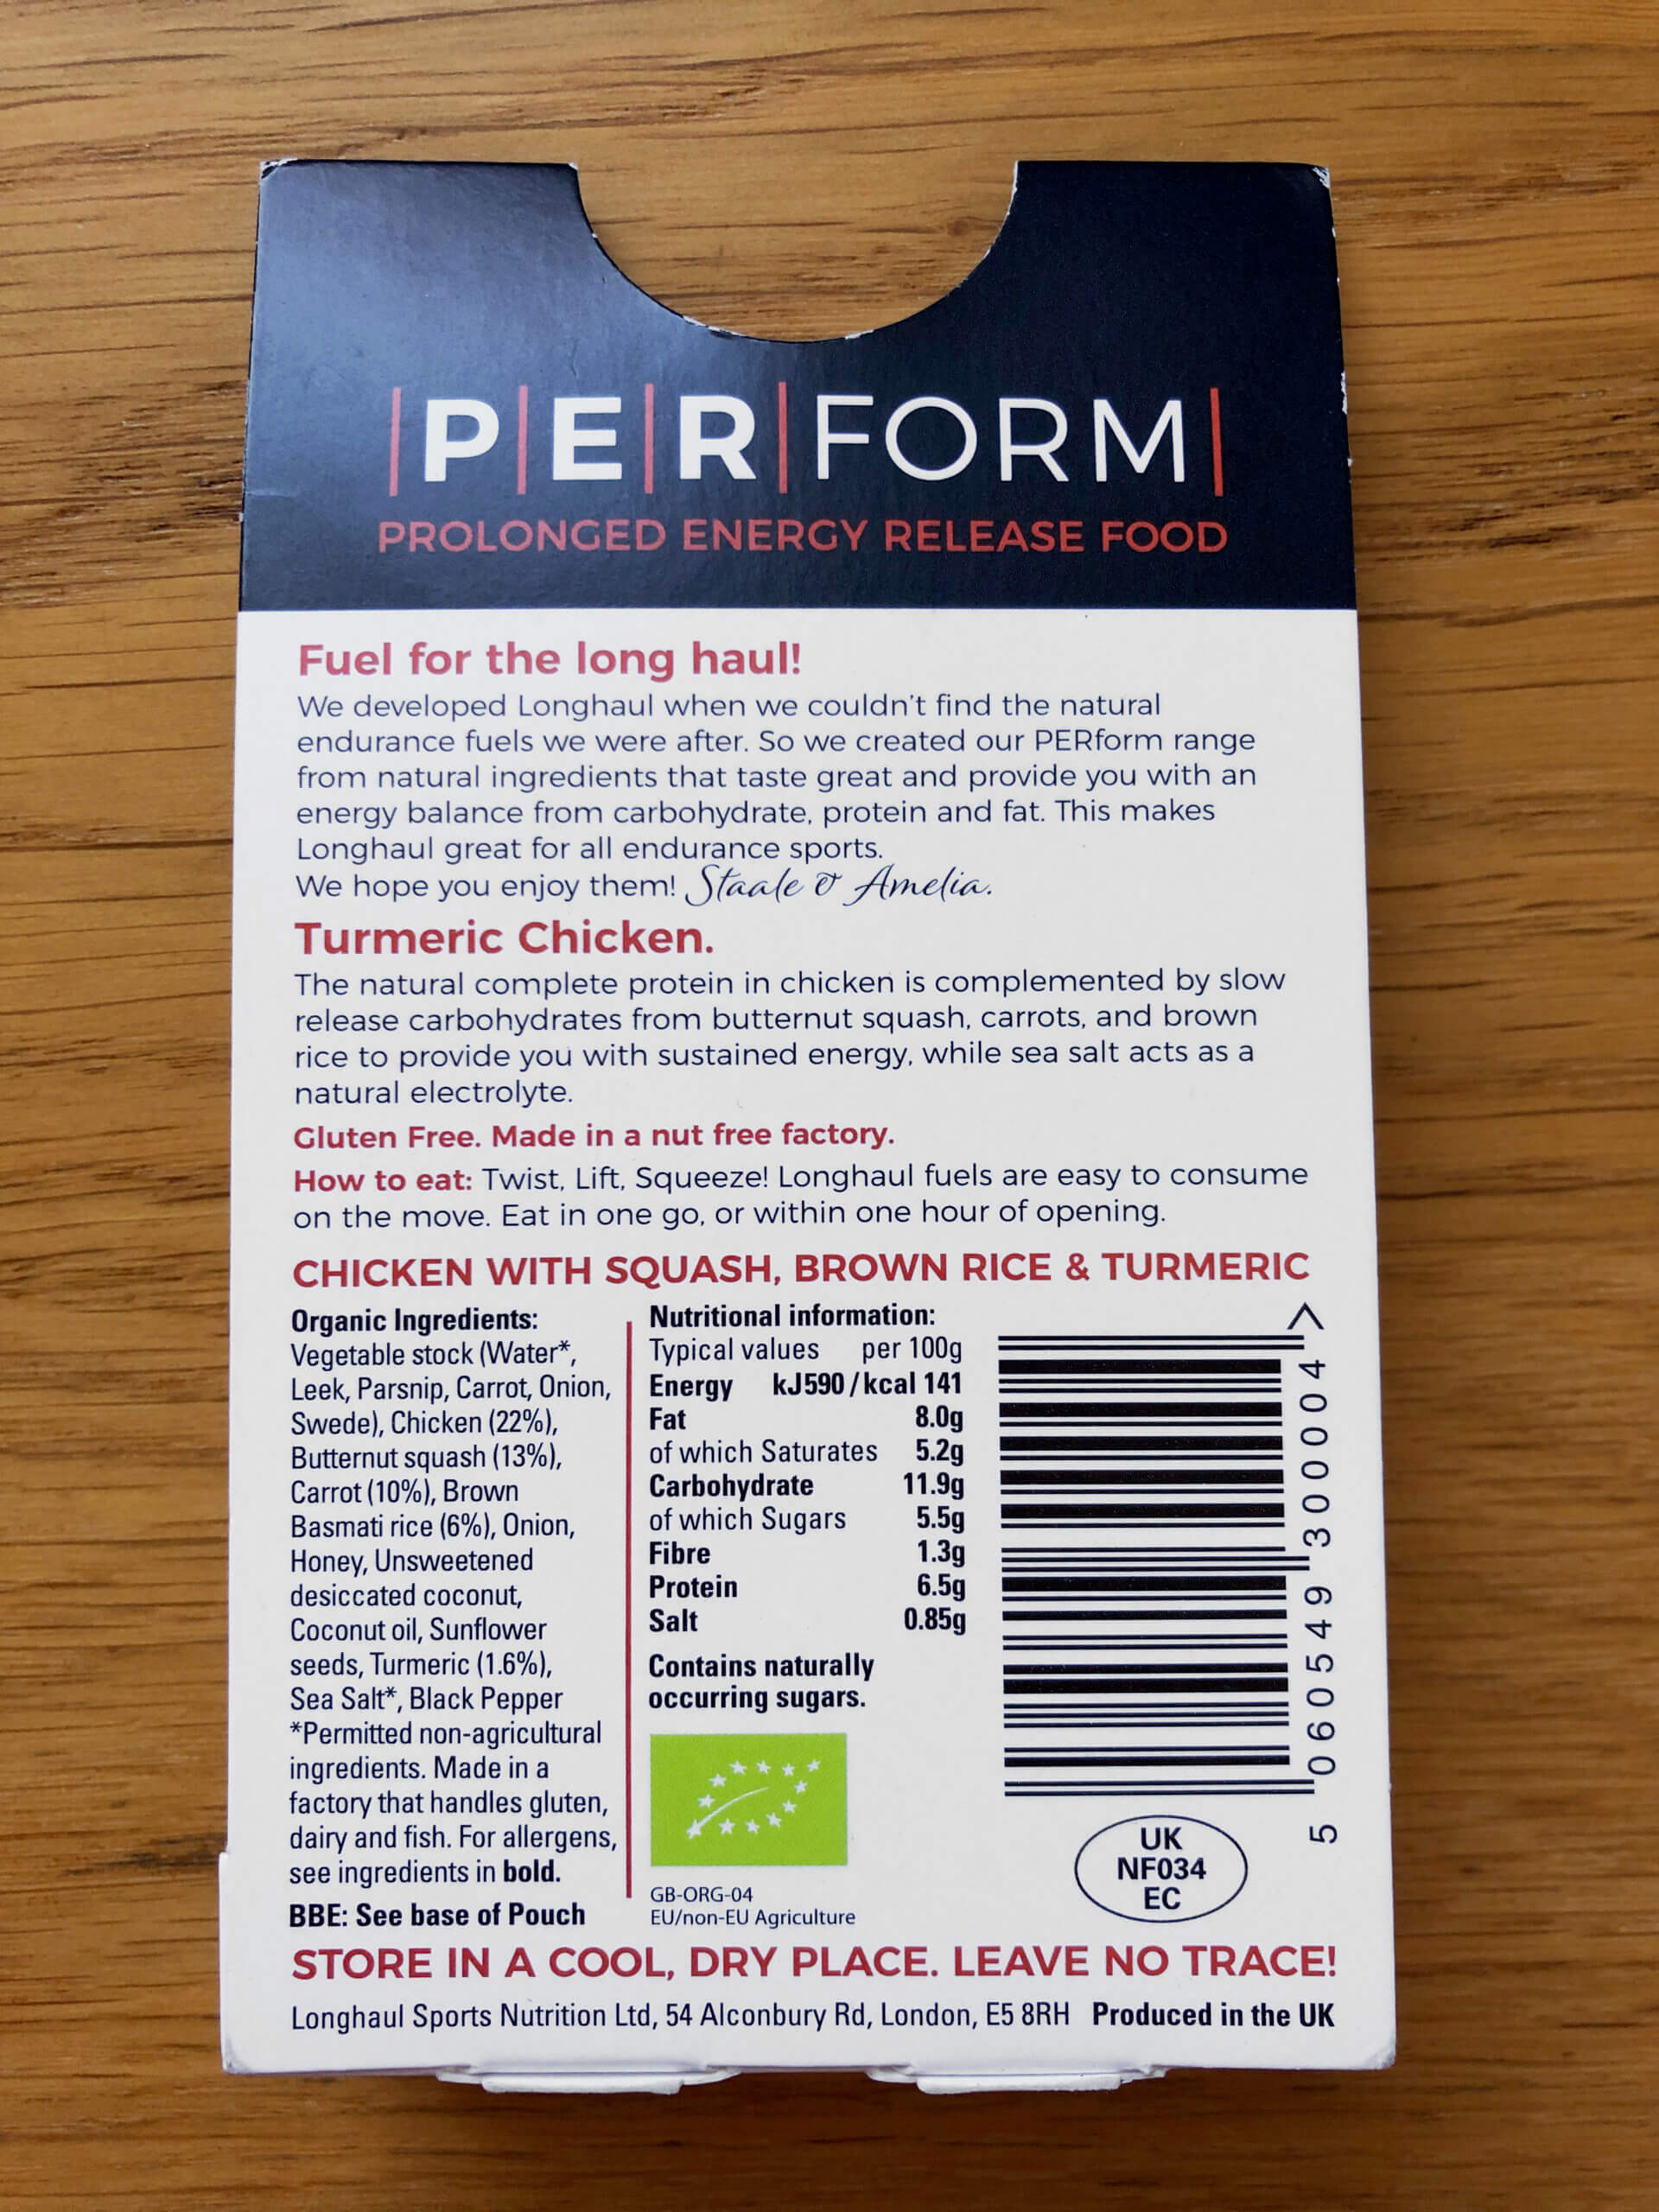 |P|E|R|FORM|
PROLONGED ENERGY RELEASE FOOD
Fuel for the long haul!
We developed Longhaul when we couldn't find the natural
endurance fuels we were after. So we created our PERform range
from natural ingredients that taste great and provide you with an
energy balance from carbohydrate, protein and fat. This makes
Longhaul great for all endurance sports.
We hope you enjoy them! Staale & Amelia.
Turmeric Chicken.
The natural complete protein in chicken is complemented by slow
release carbohydrates from butternut squash, carrots, and brown
rice to provide you with sustained energy, while sea salt acts as a
natural electrolyte.
Gluten Free. Made in a nut free factory.
How to eat: Twist, Lift, Squeeze! Longhaul fuels are easy to consume
on the move. Eat in one go, or within one hour of opening.
CHICKEN WITH SQUASH, BROWN RICE & TURMERIC
Organic Ingredients:
Vegetable stock (Water*,
Leek, Parsnip, Carrot, Onion,
Swede), Chicken (22%),
Butternut squash (13%),
Carrot (10%), Brown
Basmati rice (6%), Onion,
Honey, Unsweetened
desiccated coconut,
Coconut oil, Sunflower
seeds, Turmeric (1.6%),
Sea Salt*, Black Pepper
*Permitted non-agricultural
ingredients. Made in a
factory that handles gluten,
dairy and fish. For allergens,
see ingredients in bold.
BBE: See base of Pouch
Nutritional information:
Typical values per 100g
Energy kJ590/kcal 141
Fat 8.0g
of which Saturates 5.2g
Carbohydrate 11.9g
of which Sugars 5.5g
Fibre 1.3g
Protein 6.5g
Salt 0.85g
Contains naturally
occurring sugars.
GB-ORG-04
EU/non-EU Agriculture
5 060549 300004 >
UK
NF034
EC
STORE IN A COOL, DRY PLACE. LEAVE NO TRACE!
Longhaul Sports Nutrition Ltd, 54 Alconbury Rd, London, E5 8RH Produced in the UK